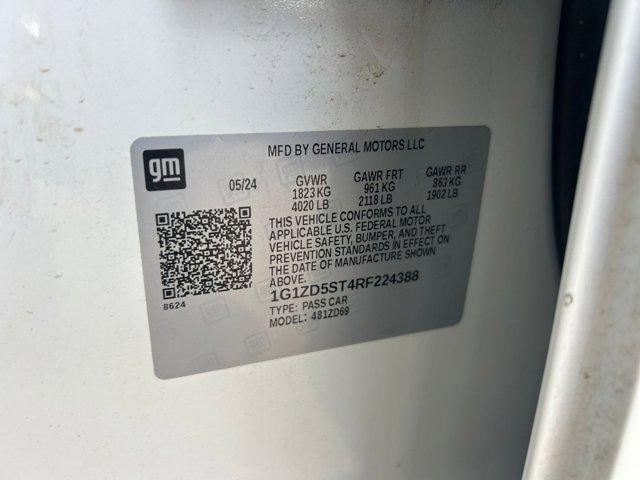 MFD BY GENERAL MOTORS LLC
gm
05/24 GVWR GAWR FRT GAWR RR
1823 KG 961 KG 863 KG
4020 LB 2118 LB 1902 LB
THIS VEHICLE CONFORMS TO ALL
APPLICABLE U.S. FEDERAL MOTOR
VEHICLE SAFETY, BUMPER, AND THEFT
PREVENTION STANDARDS IN EFFECT ON
THE DATE OF MANUFACTURE SHOWN
ABOVE.
8624
1G1ZD5ST4RF224388
TYPE: PASS CAR
MODEL: 481ZD69